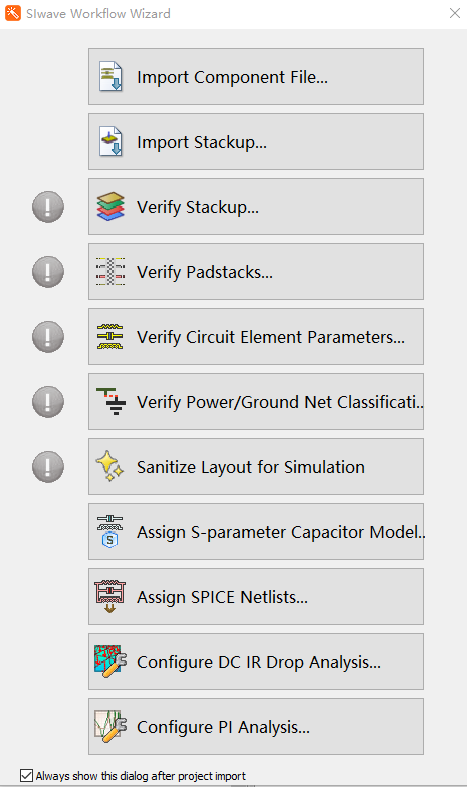 SIwave Workflow Wizard
Import Component File...
Import Stackup...
Verify Stackup...
Verify Padstacks...
Verify Circuit Element Parameters...
Verify Power/Ground Net Classificati..
Sanitize Layout for Simulation
Assign S-parameter Capacitor Model..
Assign SPICE Netlists...
Configure DC IR Drop Analysis...
Configure PI Analysis...
Always show this dialog after project import